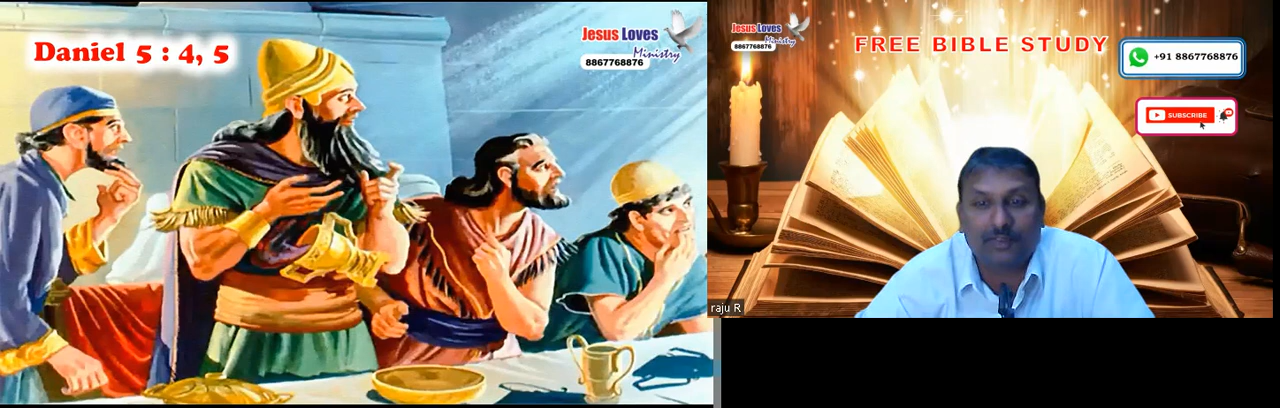 Daniel 5 : 4, 5
Jesus Loves
Ministry
8867768876
Jesus Loves
Ministry
8867768876
FREE BIBLE STUDY
+91 8867768876
SUBSCRIBE
raju R